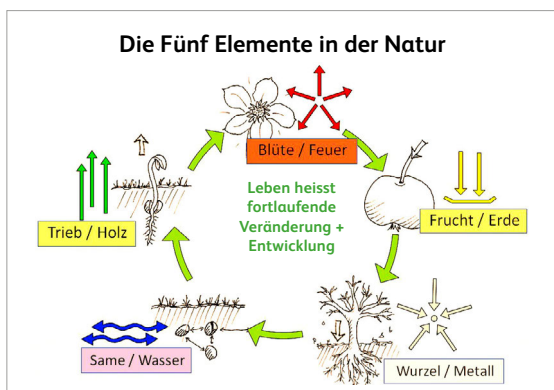 Die Fünf Elemente in der Natur
Blüte / Feuer
Leben heisst
fortlaufende
Veränderung +
Entwicklung
Trieb / Holz
Frucht / Erde
Same / Wasser
Wurzel / Metall